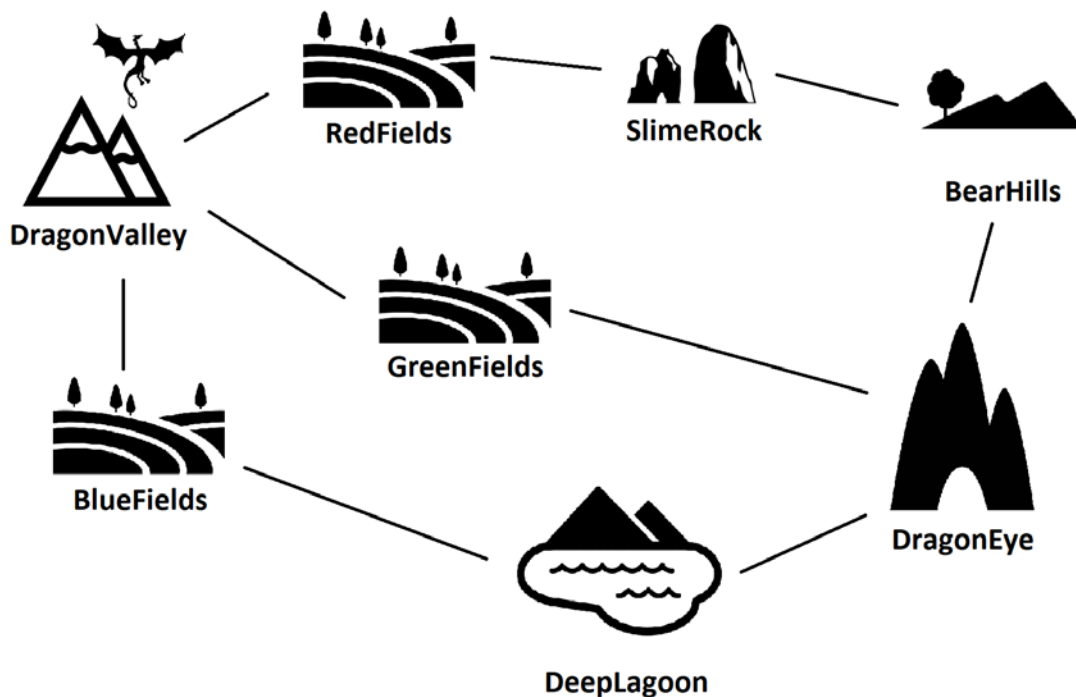 RedFields
SlimeRock
BearHills
DragonValley
GreenFields
BlueFields
DragonEye
DeepLagoon